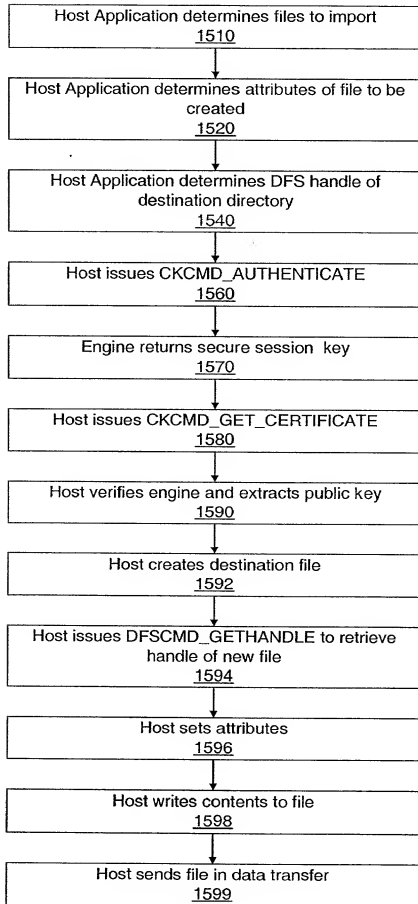 Host Application determines files to import
1510
Host Application determines attributes of file to be
created
1520
Host Application determines DFS handle of
destination directory
1540
Host issues CKCMD_AUTHENTICATE
1560
Engine returns secure session key
1570
Host issues CKCMD_GET_CERTIFICATE
1580
Host verifies engine and extracts public key
1590
Host creates destination file
1592
Host issues DFSCMD_GETHANDLE to retrieve
handle of new file
1594
Host sets attributes
1596
Host writes contents to file
1598
Host sends file in data transfer
1599